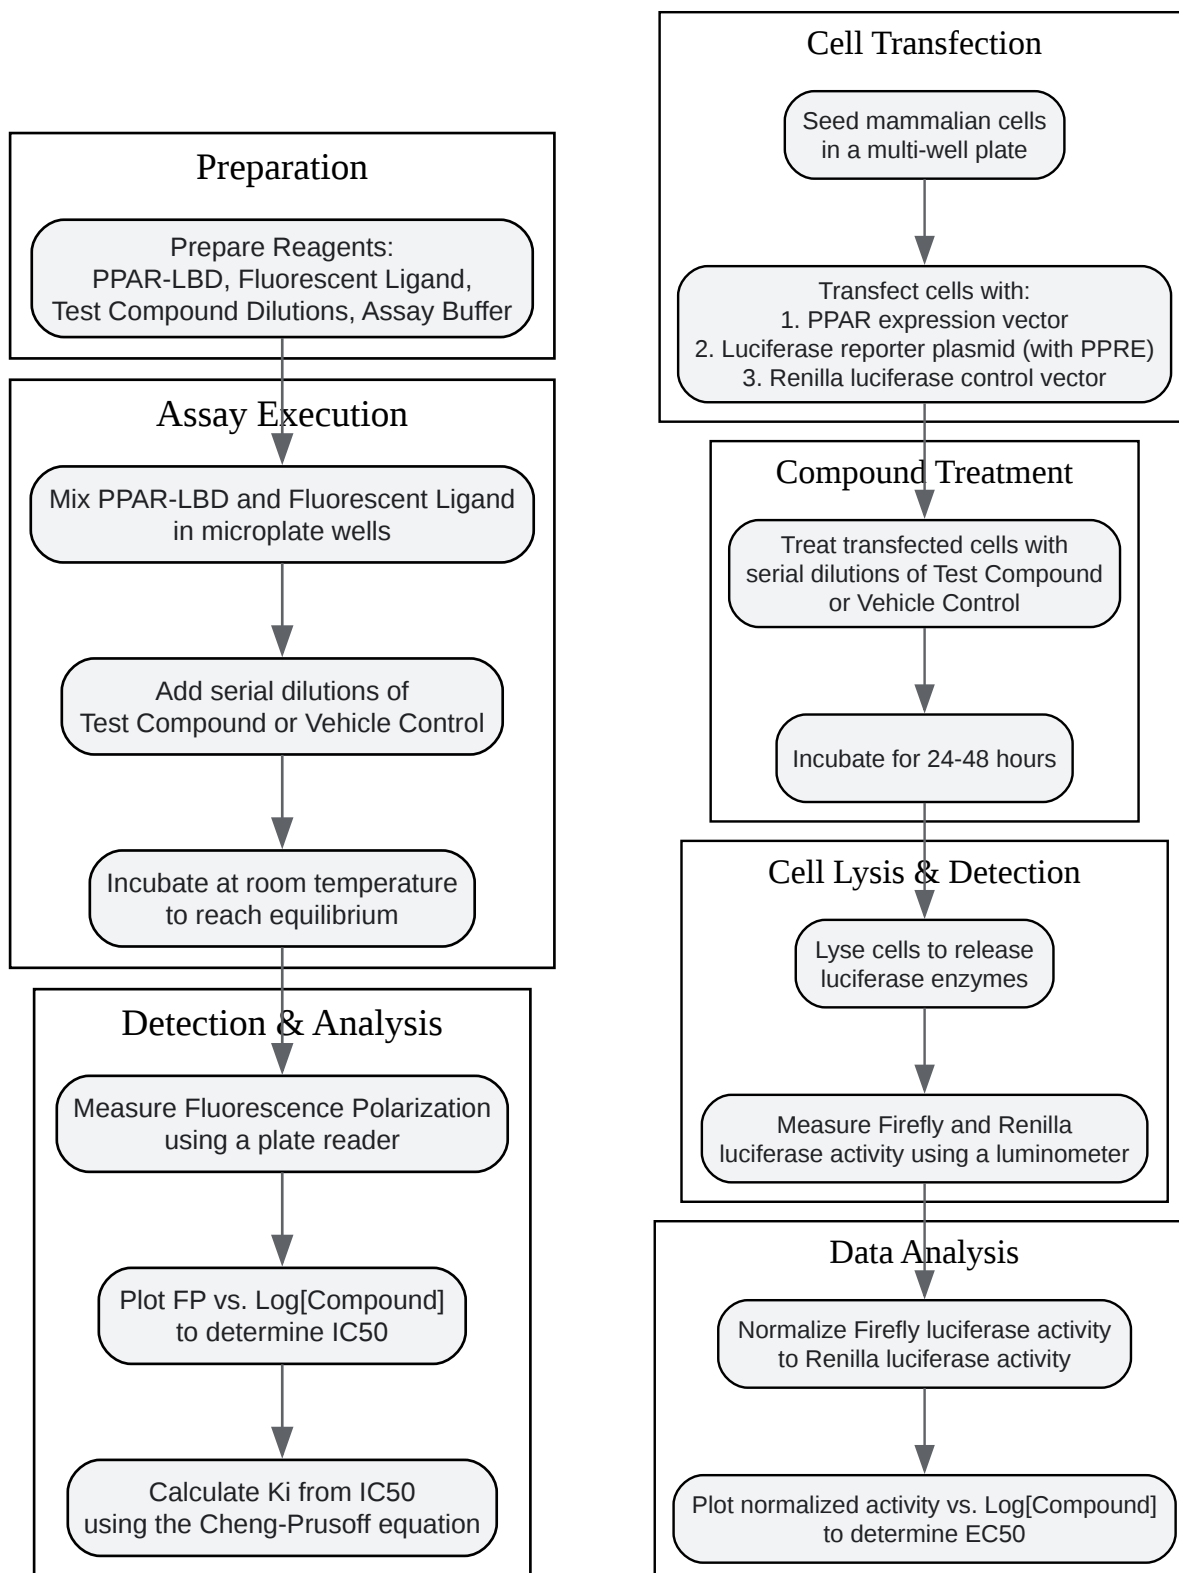 Preparation
Prepare Reagents:
PPAR-LBD, Fluorescent Ligand,
Test Compound Dilutions, Assay Buffer
Assay Execution
Mix PPAR-LBD and Fluorescent Ligand
in microplate wells
Add serial dilutions of
Test Compound or Vehicle Control
Incubate at room temperature
to reach equilibrium
Detection & Analysis
Measure Fluorescence Polarization
using a plate reader
Plot FP vs. Log[Compound]
to determine IC50
Calculate Ki from IC50
using the Cheng-Prusoff equation
Cell Transfection
Seed mammalian cells
in a multi-well plate
Transfect cells with:
1. PPAR expression vector
2. Luciferase reporter plasmid (with PPRE)
3. Renilla luciferase control vector
Compound Treatment
Treat transfected cells with
serial dilutions of Test Compound
or Vehicle Control
Incubate for 24-48 hours
Cell Lysis & Detection
Lyse cells to release
luciferase enzymes
Measure Firefly and Renilla
luciferase activity using a luminometer
Data Analysis
Normalize Firefly luciferase activity
to Renilla luciferase activity
Plot normalized activity vs. Log[Compound]
to determine EC50